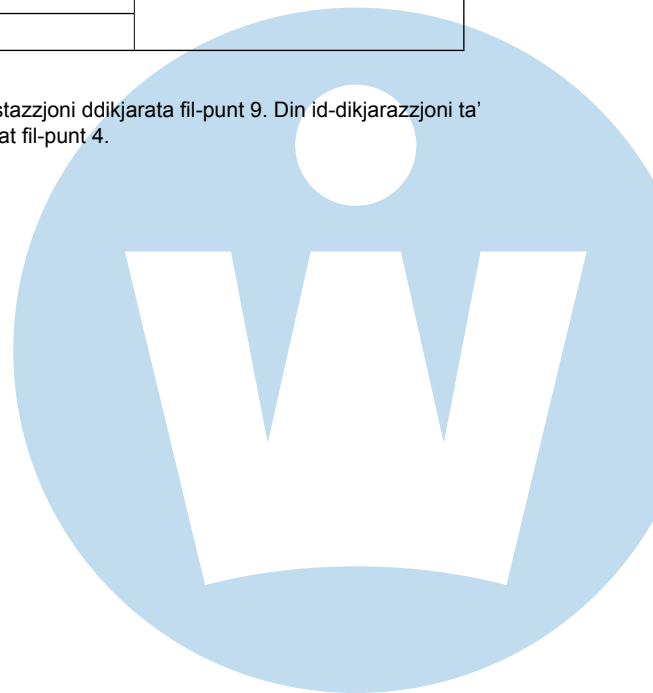 stazzjoni ddikjarata fil-punt 9. Din id-dikjarazzjoni ta’
at fil-punt 4.